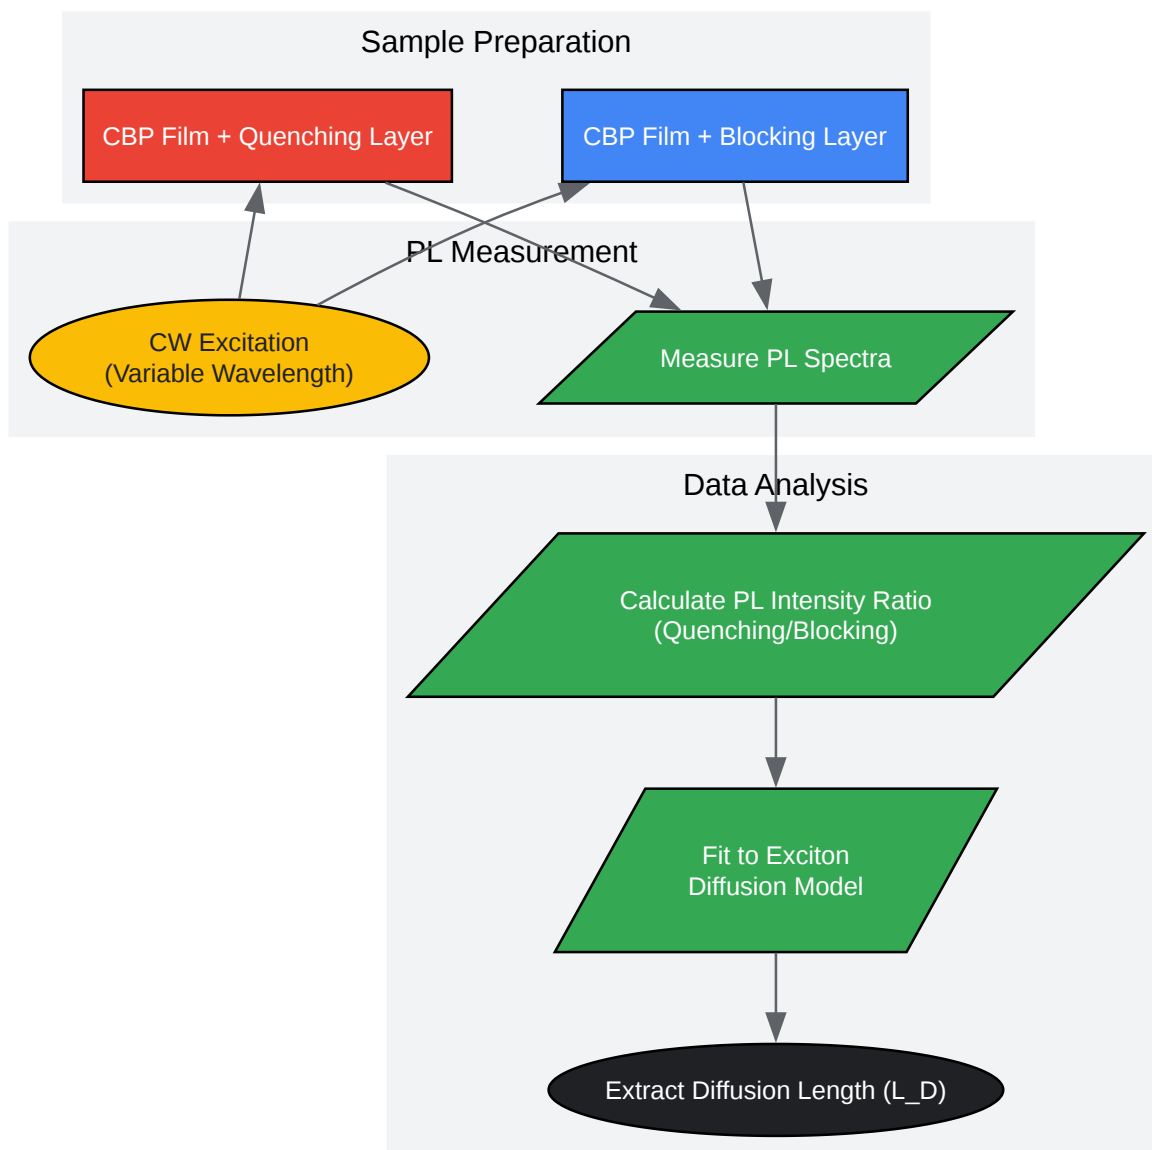 Sample Preparation
CBP Film + Quenching Layer
CBP Film + Blocking Layer
PL Measurement
CW Excitation
(Variable Wavelength)
Measure PL Spectra
Data Analysis
Calculate PL Intensity Ratio
(Quenching/Blocking)
Fit to Exciton
Diffusion Model
Extract Diffusion Length (L_D)